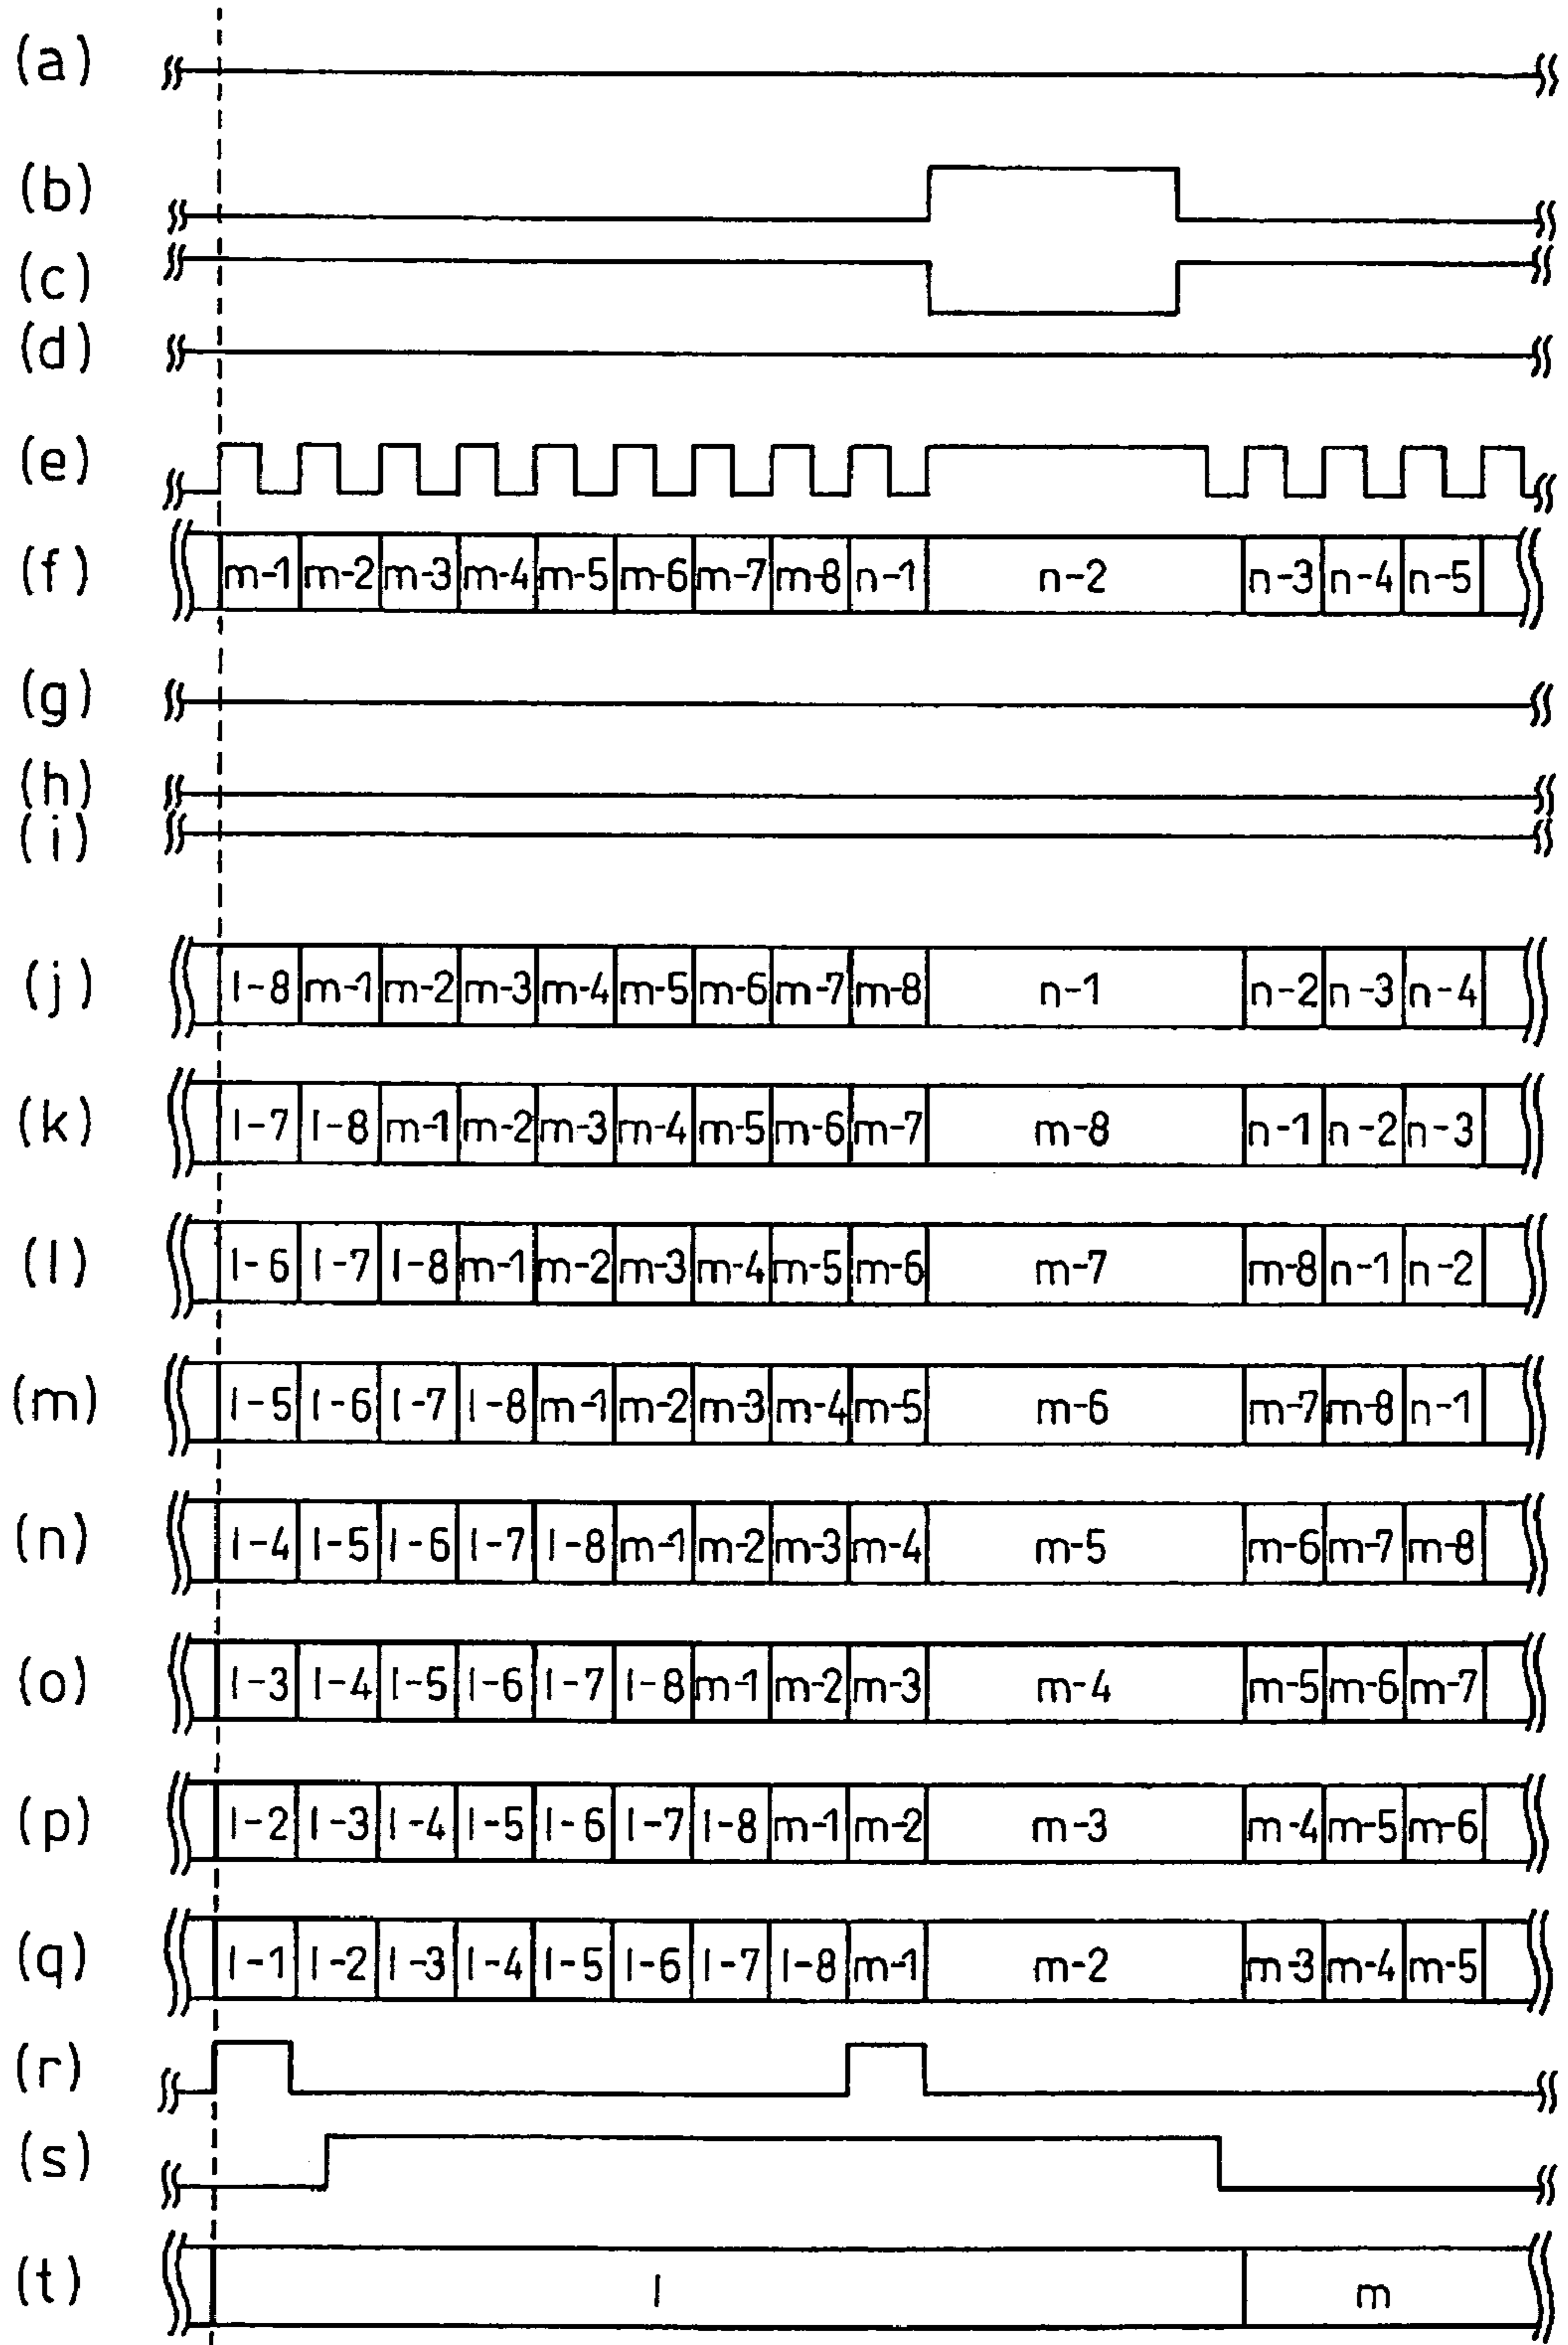 (a)
(b)
(c)
(d)
(e)
(f) m-1 m-2 m-3 m-4 m-5 m-6 m-7 m-8 n-1 n-2 n-3 n-4 n-5
(g)
(h)
(i)
(j) l-8 m-1 m-2 m-3 m-4 m-5 m-6 m-7 m-8 n-1 n-2 n-3 n-4
(k) l-7 l-8 m-1 m-2 m-3 m-4 m-5 m-6 m-7 m-8 n-1 n-2 n-3
(l) l-6 l-7 l-8 m-1 m-2 m-3 m-4 m-5 m-6 m-7 m-8 n-1 n-2
(m) l-5 l-6 l-7 l-8 m-1 m-2 m-3 m-4 m-5 m-6 m-7 m-8 n-1
(n) l-4 l-5 l-6 l-7 l-8 m-1 m-2 m-3 m-4 m-5 m-6 m-7 m-8
(o) l-3 l-4 l-5 l-6 l-7 l-8 m-1 m-2 m-3 m-4 m-5 m-6 m-7
(p) l-2 l-3 l-4 l-5 l-6 l-7 l-8 m-1 m-2 m-3 m-4 m-5 m-6
(q) l-1 l-2 l-3 l-4 l-5 l-6 l-7 l-8 m-1 m-2 m-3 m-4 m-5
(r)
(s)
(t) l m